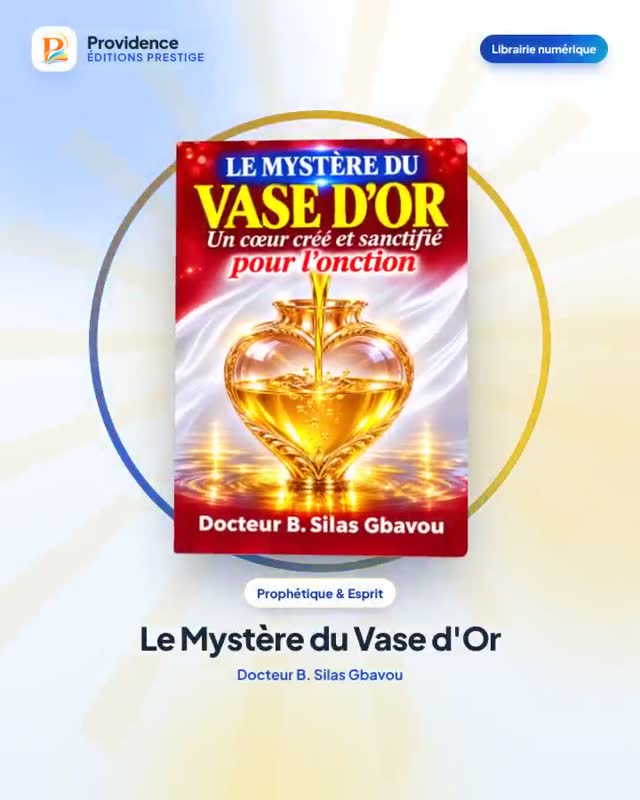 Providence
ÉDITIONS PRESTIGE
Librairie numérique
LE MYSTÈRE DU
VASE D'OR
Un cœur créé et sanctifié
pour l'onction
Docteur B. Silas Gbavou
Prophétique & Esprit
Le Mystère du Vase d'Or
Docteur B. Silas Gbavou